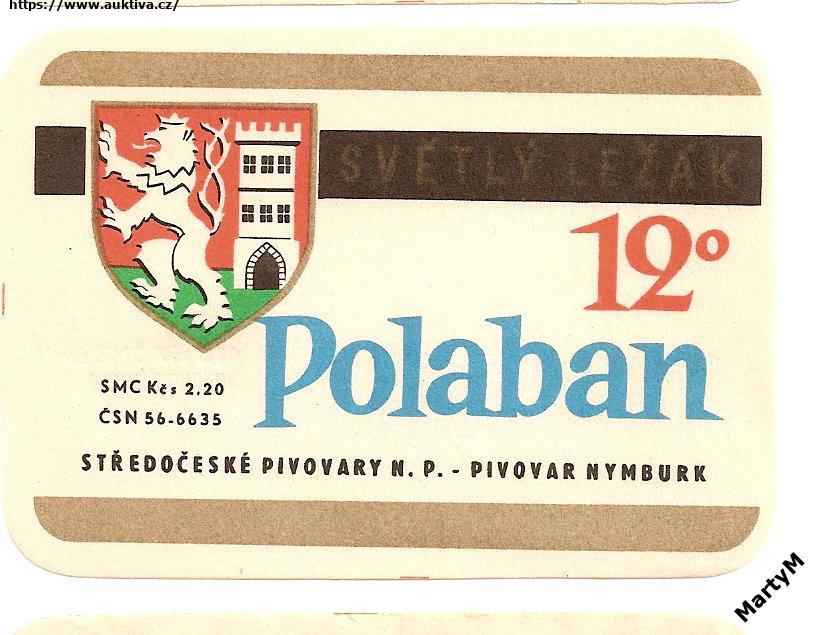 https://www.auktiva.cz/
SVĚTLÝ LEŽÁK
12°
Polaban
SMC Kčs 2,20
ČSN 56-6635
STŘEDOČESKÉ PIVOVARY N. P. - PIVOVAR NYMBURK
MartyM